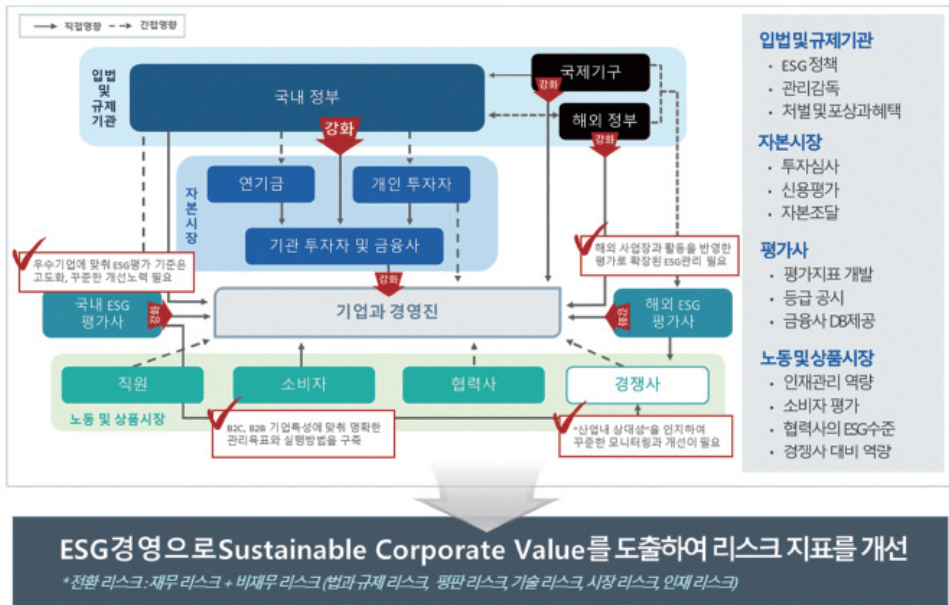 직접영향 간접영향
입법
및
규제
기관
국내 정부
국제기구
해외 정부
강화
강화
강화
자
본
시
장
연기금
개인 투자자
기관 투자자 및 금융사
강화
우수기업에 맞춰 ESG평가 기준은
고도화, 꾸준한 개선노력 필요
해외 사업장과 활동을 반영한
평가로 확장된 ESG관리 필요
국내 ESG
평가사
강화
기업과 경영진
강화
해외 ESG
평가사
직원
소비자
협력사
경쟁사
노동 및 상품시장
B2C, B2B 기업특성에 맞춰 명확한
관리목표와 실행방법을 구축
"산업내 상대성"을 인지하여
꾸준한 모니터링과 개선이 필요
입법및규제기관
• ESG 정책
• 관리감독
• 처벌및포상과혜택
자본시장
• 투자심사
• 신용평가
• 자본조달
평가사
• 평가지표 개발
• 등급 공시
• 금융사 DB제공
노동및상품시장
• 인재관리 역량
• 소비자 평가
• 협력사의 ESG수준
• 경쟁사 대비 역량
ESG경영으로Sustainable Corporate Value를 도출하여 리스크 지표를 개선
*전환 리스크:재무 리스크 + 비재무 리스크 (법과 규제 리스크, 평판 리스크, 기술 리스크, 시장 리스크, 인재 리스크)